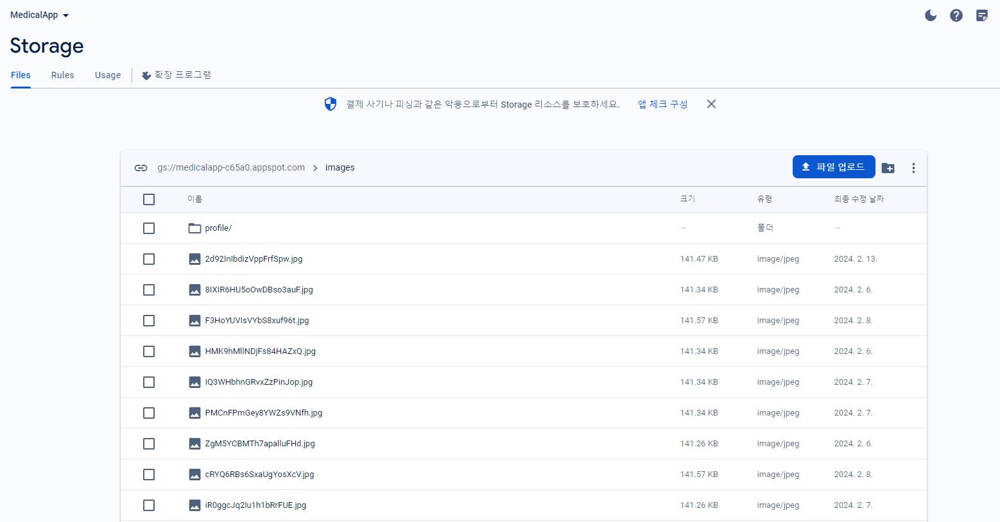 MedicalApp
Storage
Files Rules Usage 확장 프로그램
결제 사기나 피싱과 같은 악용으로부터 Storage 리소스를 보호하세요. 앱 체크 구성
gs://medicalapp-c65a0.appspot.com > images 파일 업로드
이름 크기 유형 최종 수정 날짜
profile/ — 폴더 —
2d92InIbdizVppFrfSpw.jpg 141.47 KB image/jpeg 2024. 2. 13.
8IXIR6HU5oOwDBso3auF.jpg 141.34 KB image/jpeg 2024. 2. 6.
F3HoYUVIsVYbS8xuf96t.jpg 141.57 KB image/jpeg 2024. 2. 8.
HMK9hMllNDjFs84HAZxQ.jpg 141.34 KB image/jpeg 2024. 2. 6.
IQ3WHbhnGRvxZzPinJop.jpg 141.34 KB image/jpeg 2024. 2. 7.
PMCnFPmGey8YWZs9VNfh.jpg 141.34 KB image/jpeg 2024. 2. 7.
ZgM5YCBMTh7apalluFHd.jpg 141.26 KB image/jpeg 2024. 2. 6.
cRYQ6RBs6SxaUgYosXcV.jpg 141.57 KB image/jpeg 2024. 2. 8.
iR0ggcJq2lu1h1bRrFUE.jpg 141.26 KB image/jpeg 2024. 2. 7.